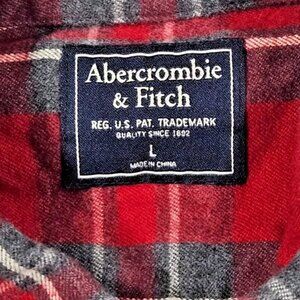 Abercrombie
& Fitch
REG. U.S. PAT. TRADEMARK
QUALITY SINCE 1892
L
MADE IN CHINA